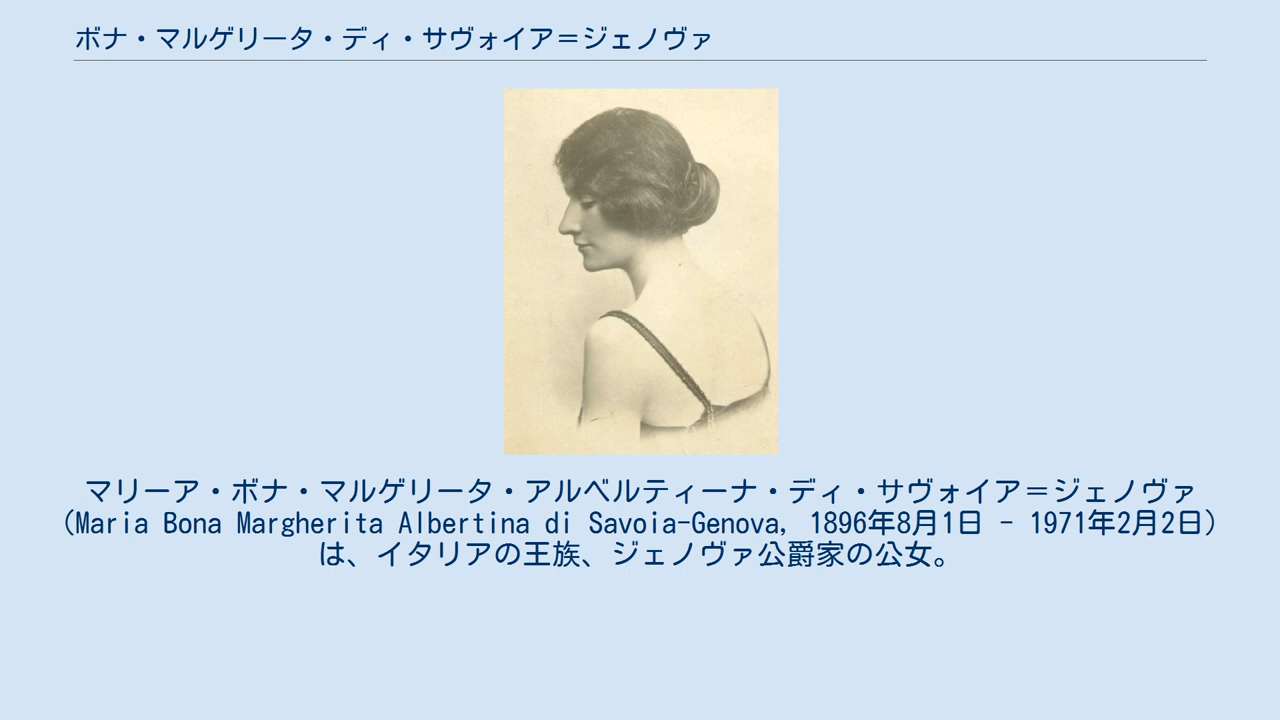 ボナ・マルゲリータ・ディ・サヴォイア＝ジェノヴァ
マリーア・ボナ・マルゲリータ・アルベルティーナ・ディ・サヴォイア＝ジェノヴァ
(Maria Bona Margherita Albertina di Savoia-Genova, 1896年8月1日 - 1971年2月2日)
は、イタリアの王族、ジェノヴァ公爵家の公女。